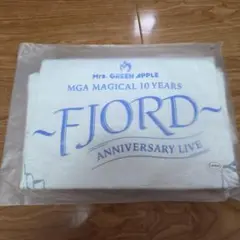 Mrs. GREEN APPLE
MGA MAGICAL 10 YEARS
~FJORD~
ANNIVERSARY LIVE